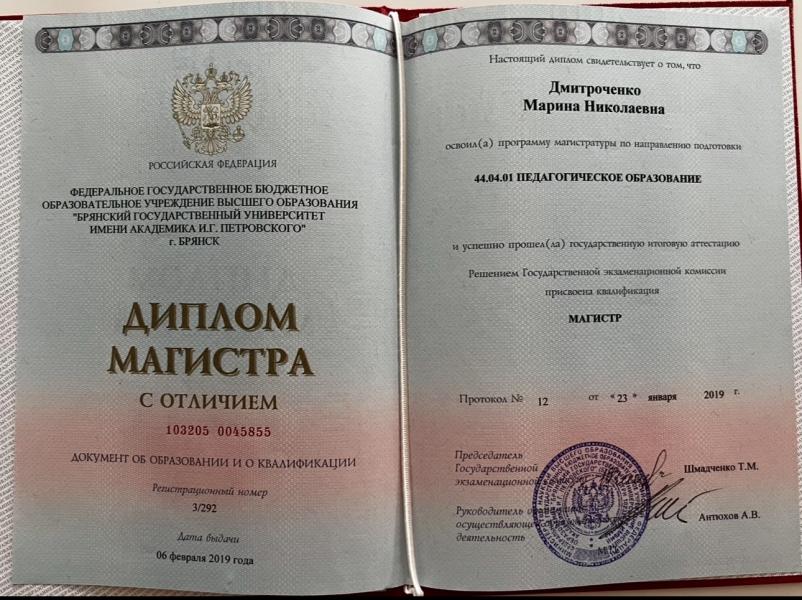 РОССИЙСКАЯ ФЕДЕРАЦИЯ
ФЕДЕРАЛЬНОЕ ГОСУДАРСТВЕННОЕ БЮДЖЕТНОЕ
ОБРАЗОВАТЕЛЬНОЕ УЧРЕЖДЕНИЕ ВЫСШЕГО ОБРАЗОВАНИЯ
"БРЯНСКИЙ ГОСУДАРСТВЕННЫЙ УНИВЕРСИТЕТ
ИМЕНИ АКАДЕМИКА И.Г. ПЕТРОВСКОГО"
г. БРЯНСК
ДИПЛОМ
МАГИСТРА
С ОТЛИЧИЕМ
103205 0045855
ДОКУМЕНТ ОБ ОБРАЗОВАНИИ И О КВАЛИФИКАЦИИ
Регистрационный номер
3/292
Дата выдачи
06 февраля 2019 года
Настоящий диплом свидетельствует о том, что
Дмитроченко
Марина Николаевна
освоил(а) программу магистратуры по направлению подготовки
44.04.01 ПЕДАГОГИЧЕСКОЕ ОБРАЗОВАНИЕ
и успешно прошел(ла) государственную итоговую аттестацию
Решением Государственной экзаменационной комиссии
присвоена квалификация
МАГИСТР
Протокол № 12 от "23" января 2019 г.
Председатель
Государственной
экзаменационной
Шмадченко Т.М.
Руководитель
осуществляющей
деятельность
Антюхов А.В.